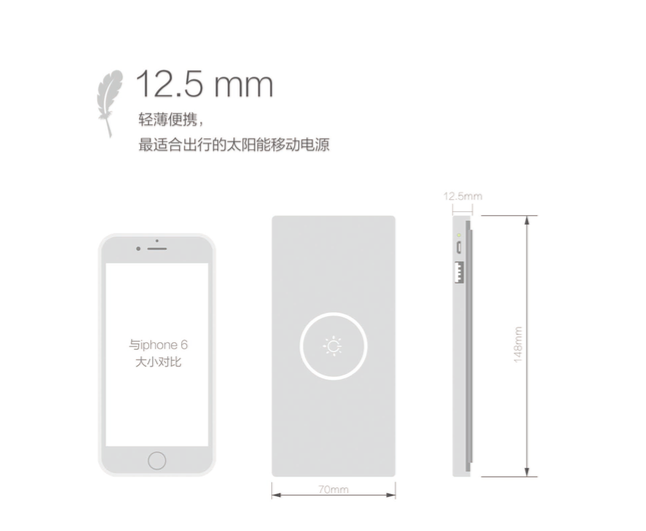 12.5 mm
轻薄便携，
最适合出行的太阳能移动电源
12.5mm
与iphone 6
大小对比
148mm
70mm